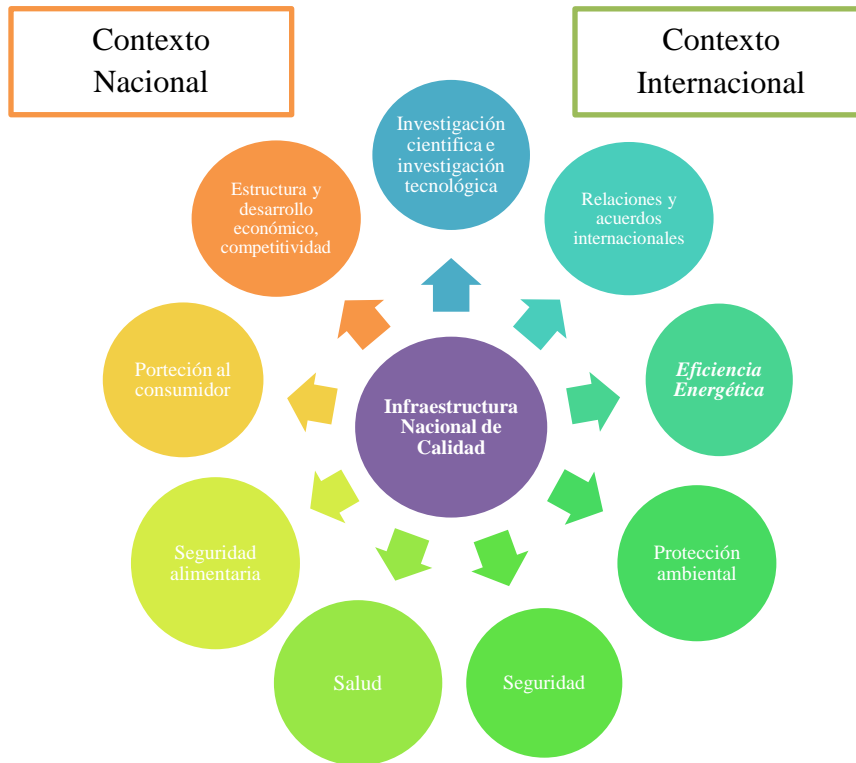 Contexto
Nacional
Contexto
Internacional
Investigación
cientifica e
investigación
tecnológica
Estructura y
desarrollo
económico,
competitividad
Relaciones y
acuerdos
internacionales
Porteción al
consumidor
Infraestructura
Nacional de
Calidad
Eficiencia
Energética
Seguridad
alimentaria
Protección
ambiental
Salud
Seguridad